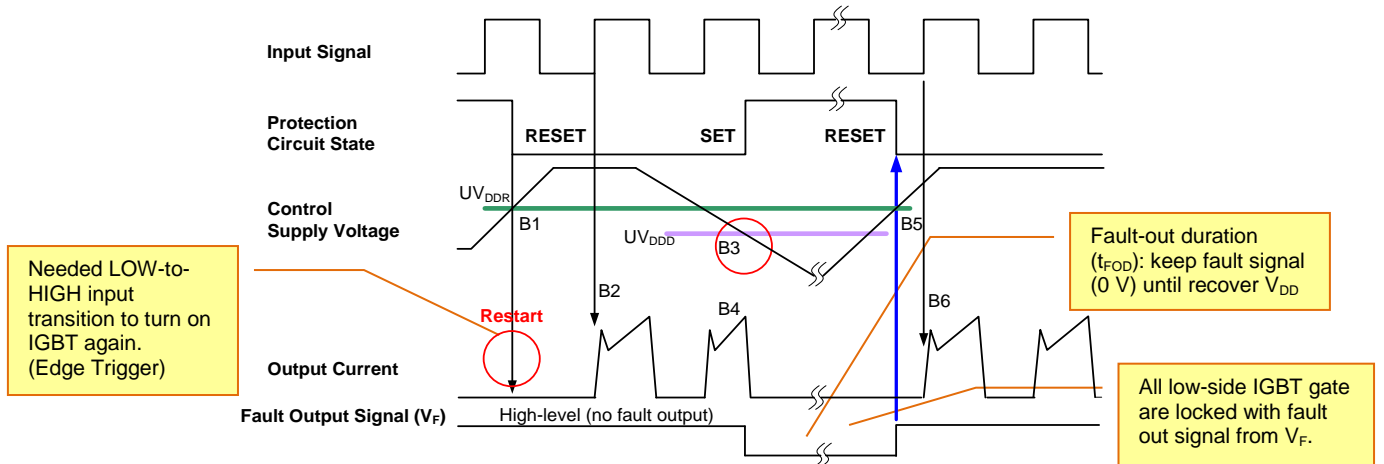 Input Signal
Protection
Circuit State
RESET
SET
RESET
Control
Supply Voltage
UVDDR
B1
UVDDD
B3
B5
Needed LOW-to-
HIGH input
transition to turn on
IGBT again.
(Edge Trigger)
Fault-out duration
(tFOD): keep fault signal
(0 V) until recover VDD
Restart
B2
B4
B6
Output Current
All low-side IGBT gate
are locked with fault
out signal from VF.
Fault Output Signal (VF)
High-level (no fault output)